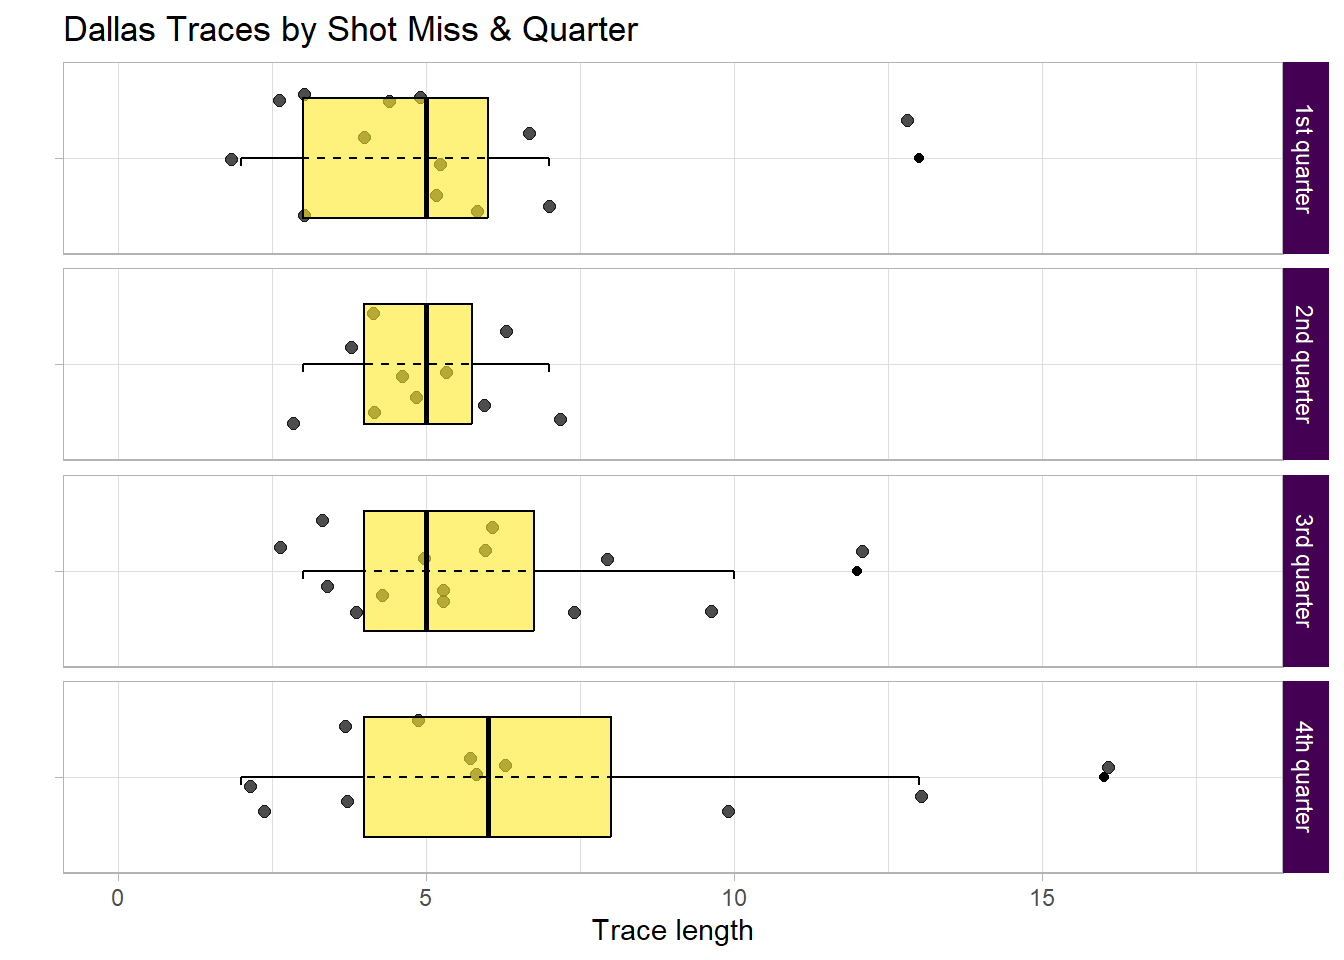 Dallas Traces by Shot Miss & Quarter
1st quarter
2nd quarter
3rd quarter
4th quarter
0 5 10 15
Trace length